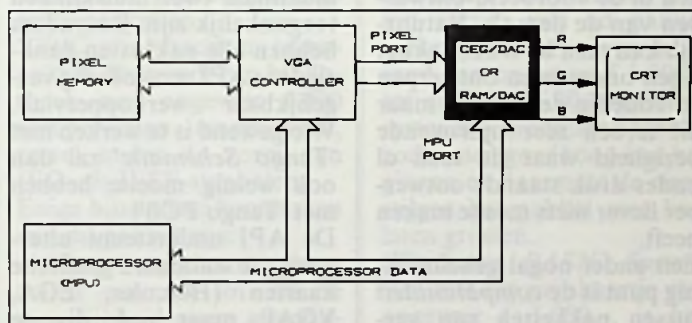 PIXEL
MEMORY
VGA
CONTROLLER
PIXEL
PORT
CEG/DAC
OR
RAM/DAC
R
G
B
CRT
MONITOR
MPU
PORT
MICROPROCESSOR
(MPU)
MICROPROCESSOR DATA